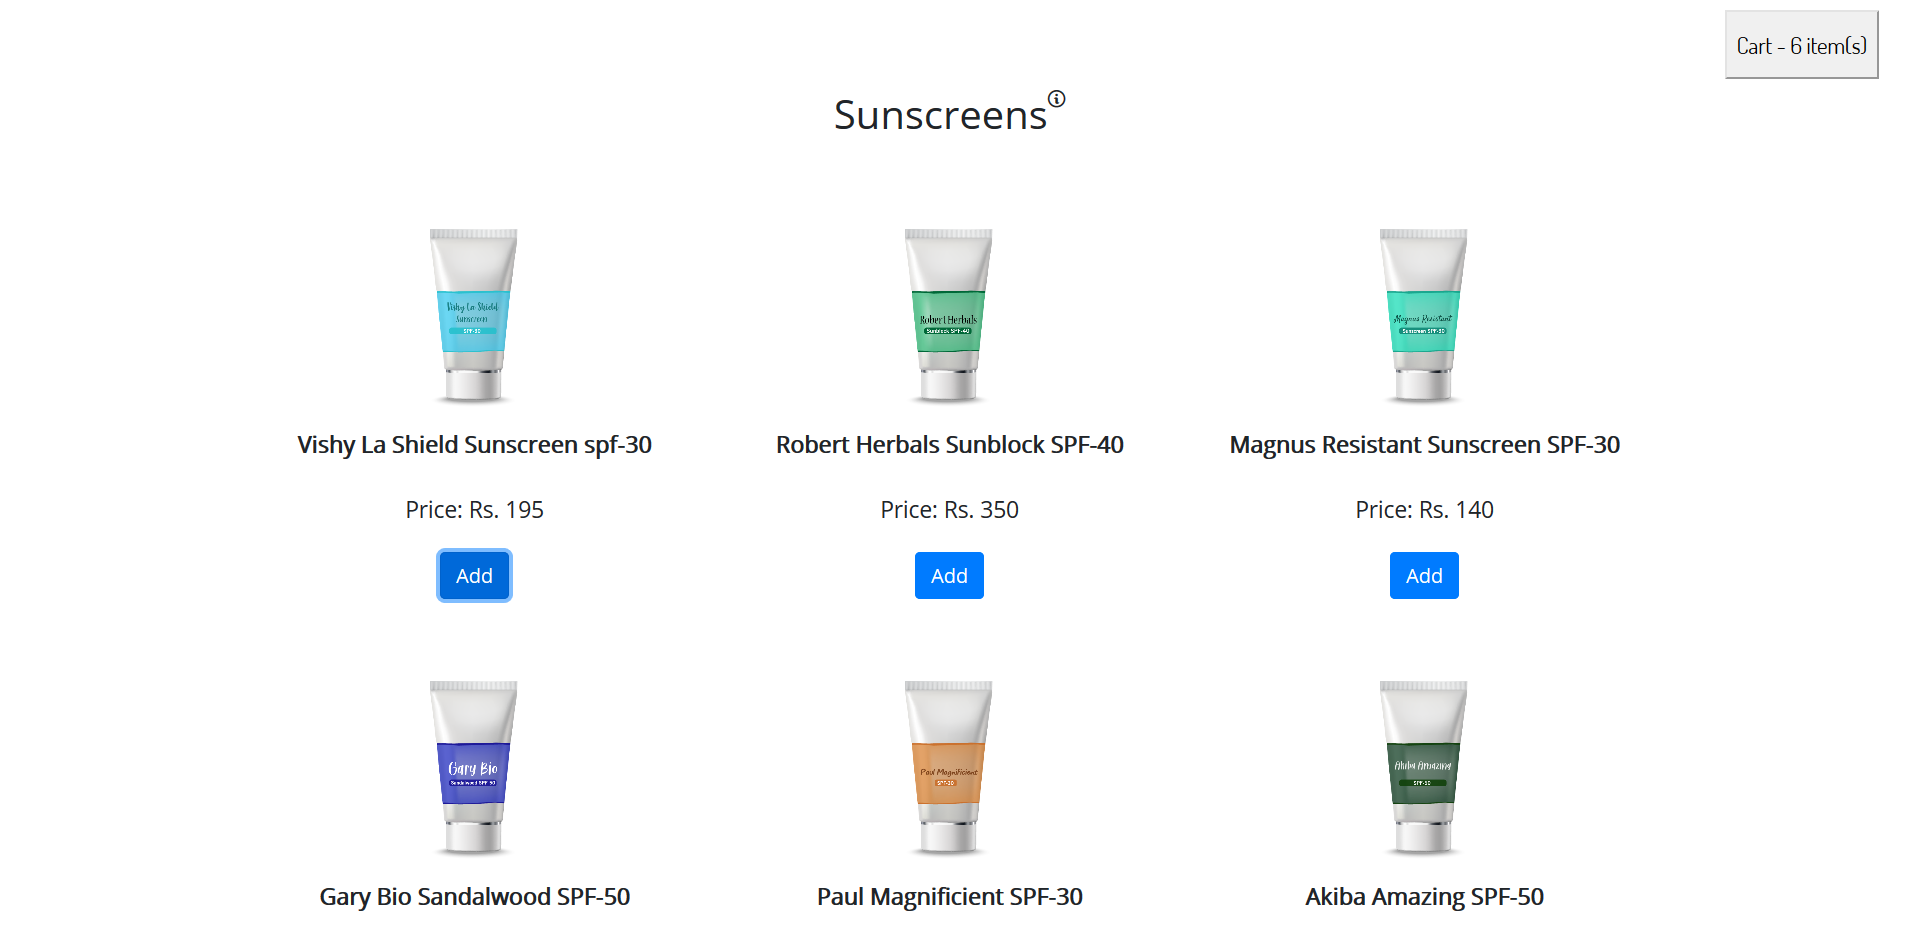 Cart - 6 item(s)
Sunscreens
Vishy La Shield
Sunscreen
SPF-30
Robert Herbals
Sunblock SPF-40
Magnus Resistant
Sunscreen SPF-30
Vishy La Shield Sunscreen spf-30
Robert Herbals Sunblock SPF-40
Magnus Resistant Sunscreen SPF-30
Price: Rs. 195
Price: Rs. 350
Price: Rs. 140
Add
Add
Add
Gary Bio
Sandalwood SPF-50
Paul Magnificient
SPF-30
Akiba Amazing
SPF-50
Gary Bio Sandalwood SPF-50
Paul Magnificient SPF-30
Akiba Amazing SPF-50